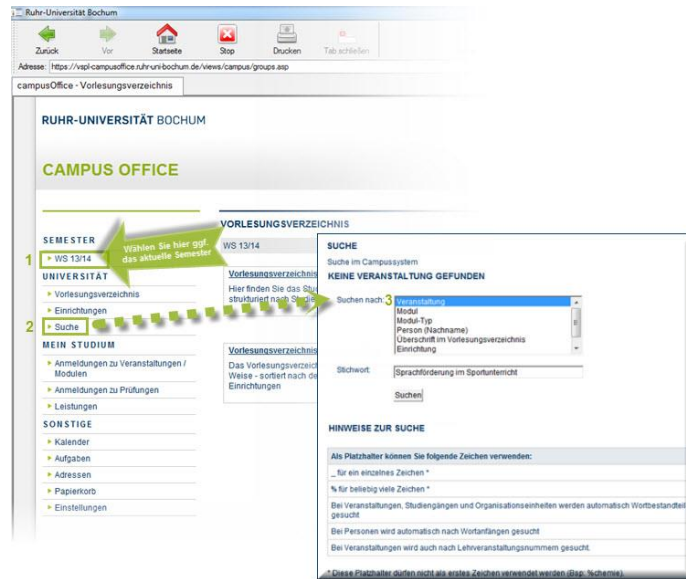 Ruhr-Universität Bochum
Zurück Vor Startseite Stop Drucken Tab schließen
Adresse: https://vspl-campusoffice.ruhr-uni-bochum.de/views/campus/groups.asp
campusOffice - Vorlesungsverzeichnis
RUHR-UNIVERSITÄT BOCHUM
CAMPUS OFFICE
SEMESTER
1 WS 13/14
UNIVERSITÄT
Vorlesungsverzeichnis
Einrichtungen
2 Suche
MEIN STUDIUM
Anmeldungen zu Veranstaltungen /
Modulen
Anmeldungen zu Prüfungen
Leistungen
SONSTIGE
Kalender
Aufgaben
Adressen
Papierkorb
Einstellungen
Wählen Sie hier ggf.
das aktuelle Semester
VORLESUNGSVERZEICHNIS
WS 13/14
Vorlesungsverzeichnis
Hier finden Sie das
strukturiert nach
Vorlesungsverzeichnis
Das
Weise - sortiert nach
Einrichtungen
SUCHE
Suche im Campussystem
KEINE VERANSTALTUNG GEFUNDEN
Suchen nach: 3 Veranstaltung
Modul
Modul-Typ
Person (Nachname)
Überschrift im Vorlesungsverzeichnis
Einrichtung
Stichwort: Sprachförderung im Sportunterricht
Suchen
HINWEISE ZUR SUCHE
Als Platzhalter können Sie folgende Zeichen verwenden:
_ für ein einzelnes Zeichen *
% für beliebig viele Zeichen *
Bei Veranstaltungen, Studiengängen und Organisationseinheiten werden automatisch Wortbestandteil
gesucht
Bei Personen wird automatisch nach Wortanfängen gesucht
Bei Veranstaltungen wird auch nach Lehrveranstaltungsnummern gesucht.
* Diese Platzhalter dürfen nicht als erstes Zeichen verwendet werden (Bsp. %chemie).